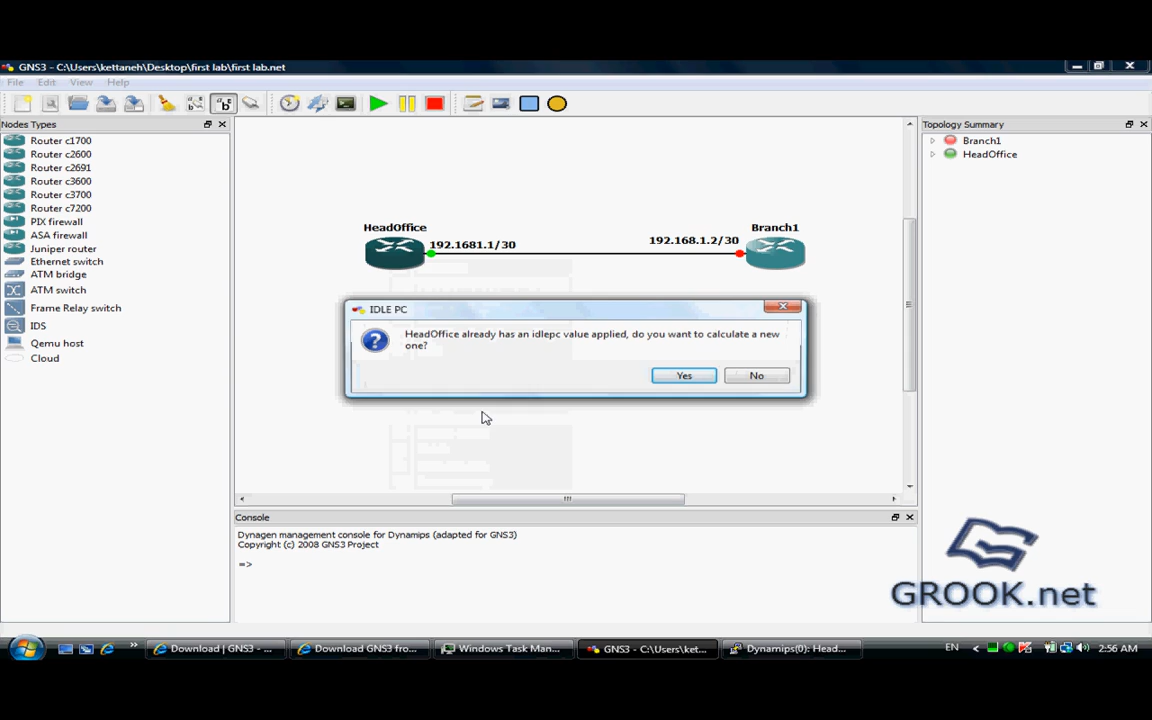 GNS3 - C:\Users\kettaneh\Desktop\first lab\first lab.net
File Edit View Help
Nodes Types
Router c1700
Router c2600
Router c2691
Router c3600
Router c3700
Router c7200
PIX firewall
ASA firewall
Juniper router
Ethernet switch
ATM bridge
ATM switch
Frame Relay switch
IDS
Qemu host
Cloud
HeadOffice
192.1681.1/30
192.168.1.2/30
Branch1
IDLE PC
HeadOffice already has an idlepc value applied, do you want to calculate a new
one?
Yes
No
Topology Summary
Branch1
HeadOffice
Console
Dynagen management console for Dynamips (adapted for GNS3)
Copyright (c) 2008 GNS3 Project
=>
GROOK.net
Download | GNS3 - ...
Download GNS3 fro...
Windows Task Man...
GNS3 - C:\Users\ket...
Dynamips(0): Head...
EN
2:56 AM